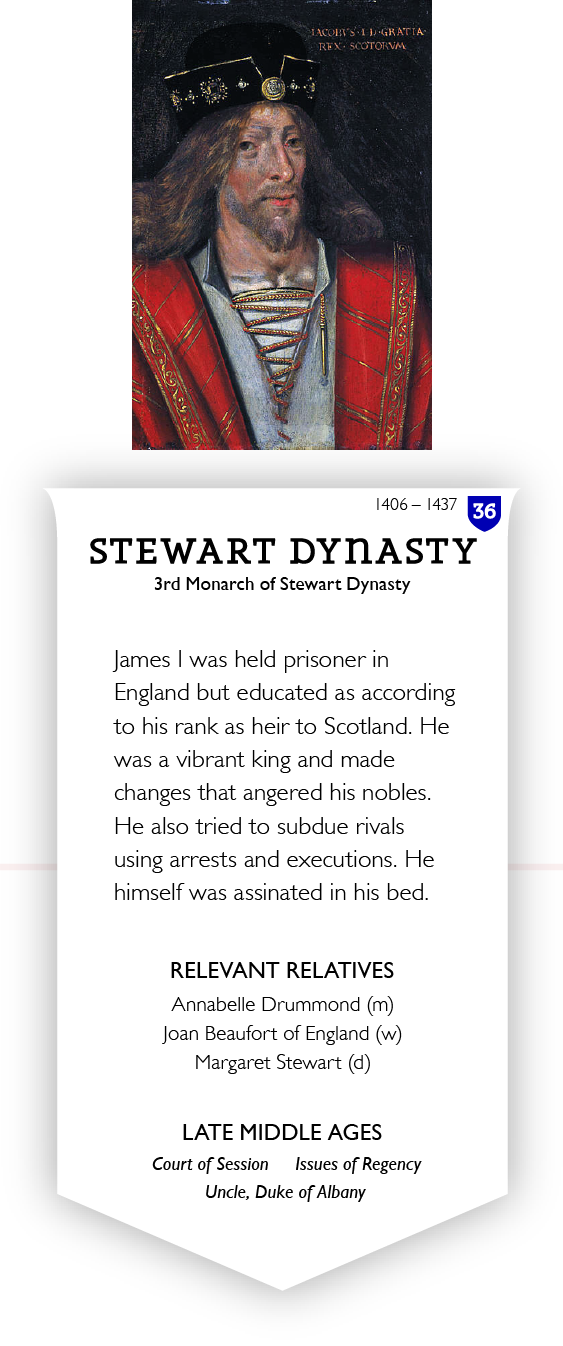 IACOBVS·I·D·GRATIA·
REX·SCOTORVM
1406 – 1437
36
STEWART DYNASTY
3rd Monarch of Stewart Dynasty
James I was held prisoner in
England but educated as according
to his rank as heir to Scotland. He
was a vibrant king and made
changes that angered his nobles.
He also tried to subdue rivals
using arrests and executions. He
himself was assinated in his bed.
RELEVANT RELATIVES
Annabelle Drummond (m)
Joan Beaufort of England (w)
Margaret Stewart (d)
LATE MIDDLE AGES
Court of Session Issues of Regency
Uncle, Duke of Albany